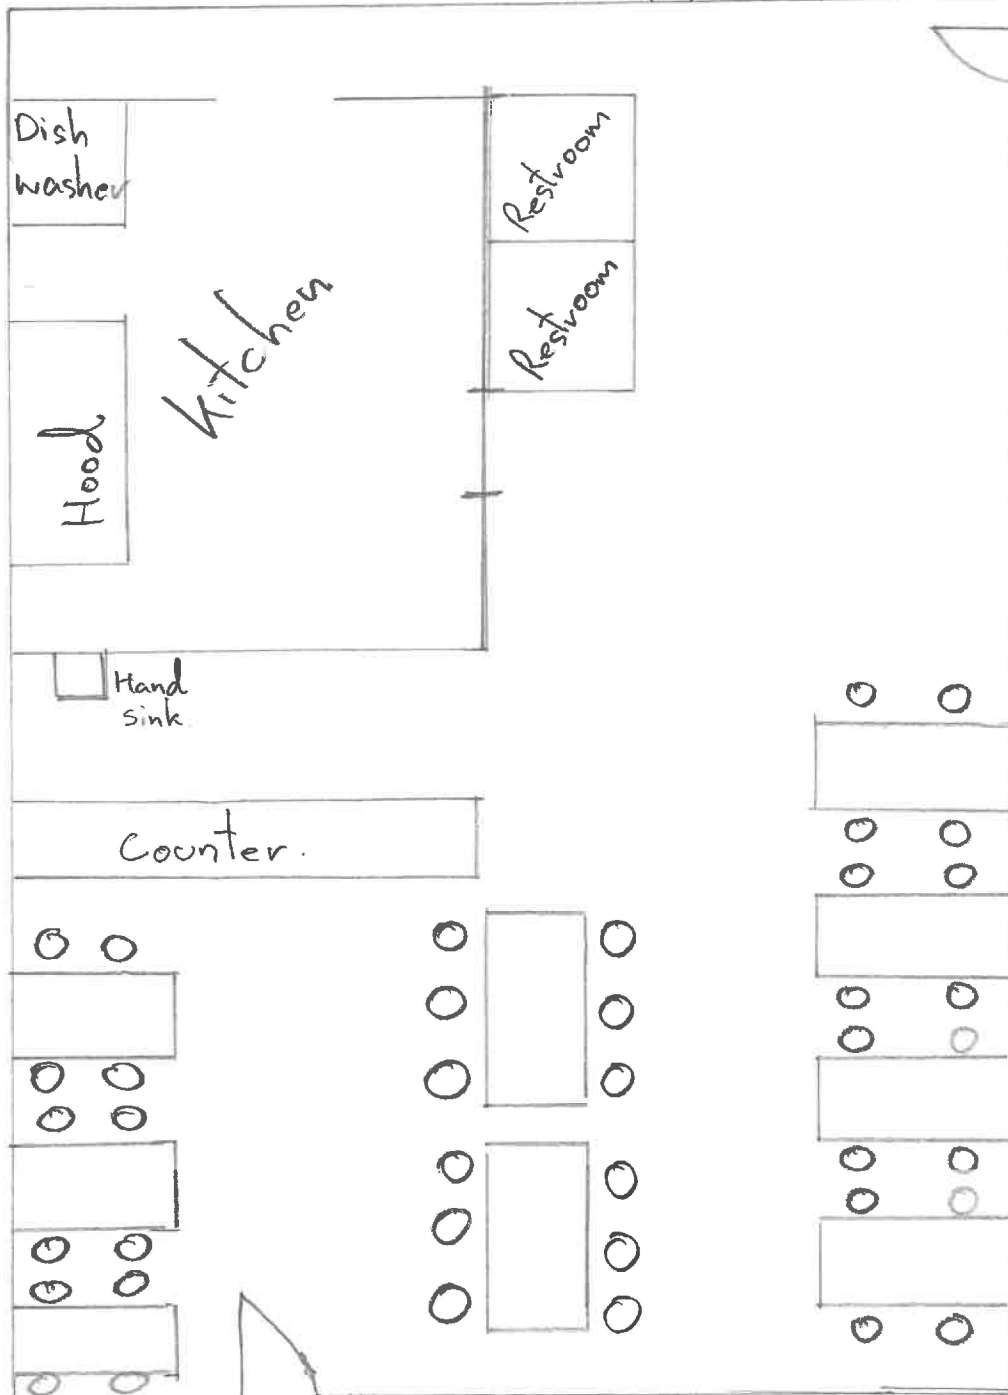 Dish
washer
Restroom
Restroom
Kitchen
Hood
Hand
sink
Counter.